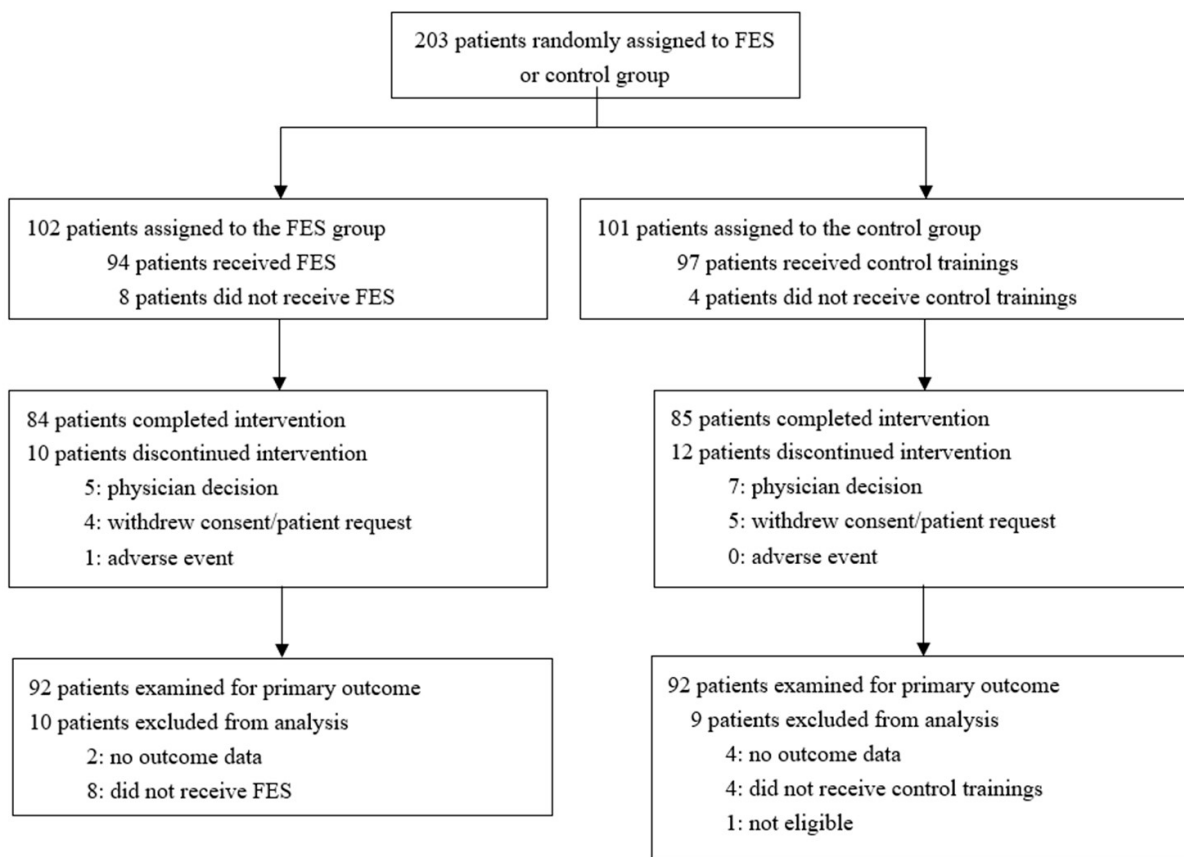 203 patients randomly assigned to FES
or control group
102 patients assigned to the FES group
94 patients received FES
8 patients did not receive FES
101 patients assigned to the control group
97 patients received control trainings
4 patients did not receive control trainings
84 patients completed intervention
10 patients discontinued intervention
5: physician decision
4: withdrew consent/patient request
1: adverse event
85 patients completed intervention
12 patients discontinued intervention
7: physician decision
5: withdrew consent/patient request
0: adverse event
92 patients examined for primary outcome
10 patients excluded from analysis
2: no outcome data
8: did not receive FES
92 patients examined for primary outcome
9 patients excluded from analysis
4: no outcome data
4: did not receive control trainings
1: not eligible